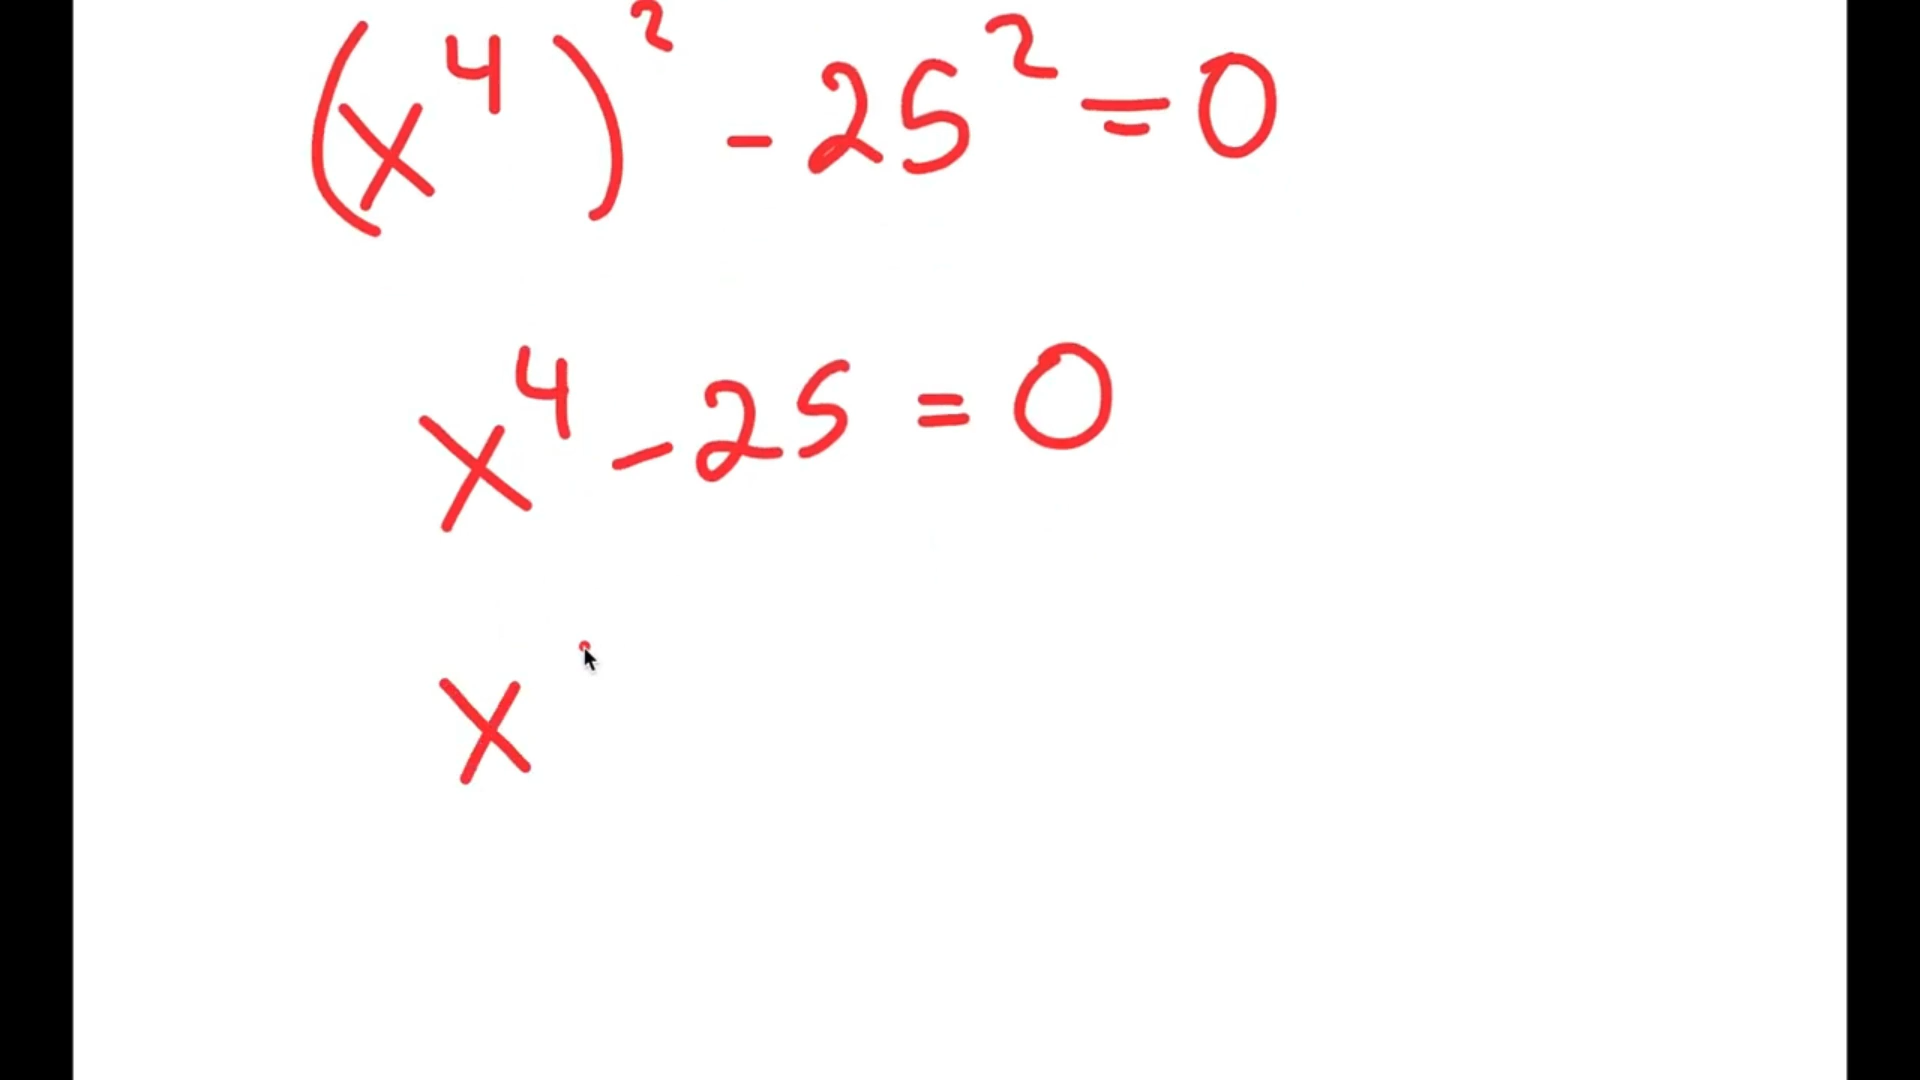 (x⁴)² - 25² = 0
x⁴ - 25 = 0
x